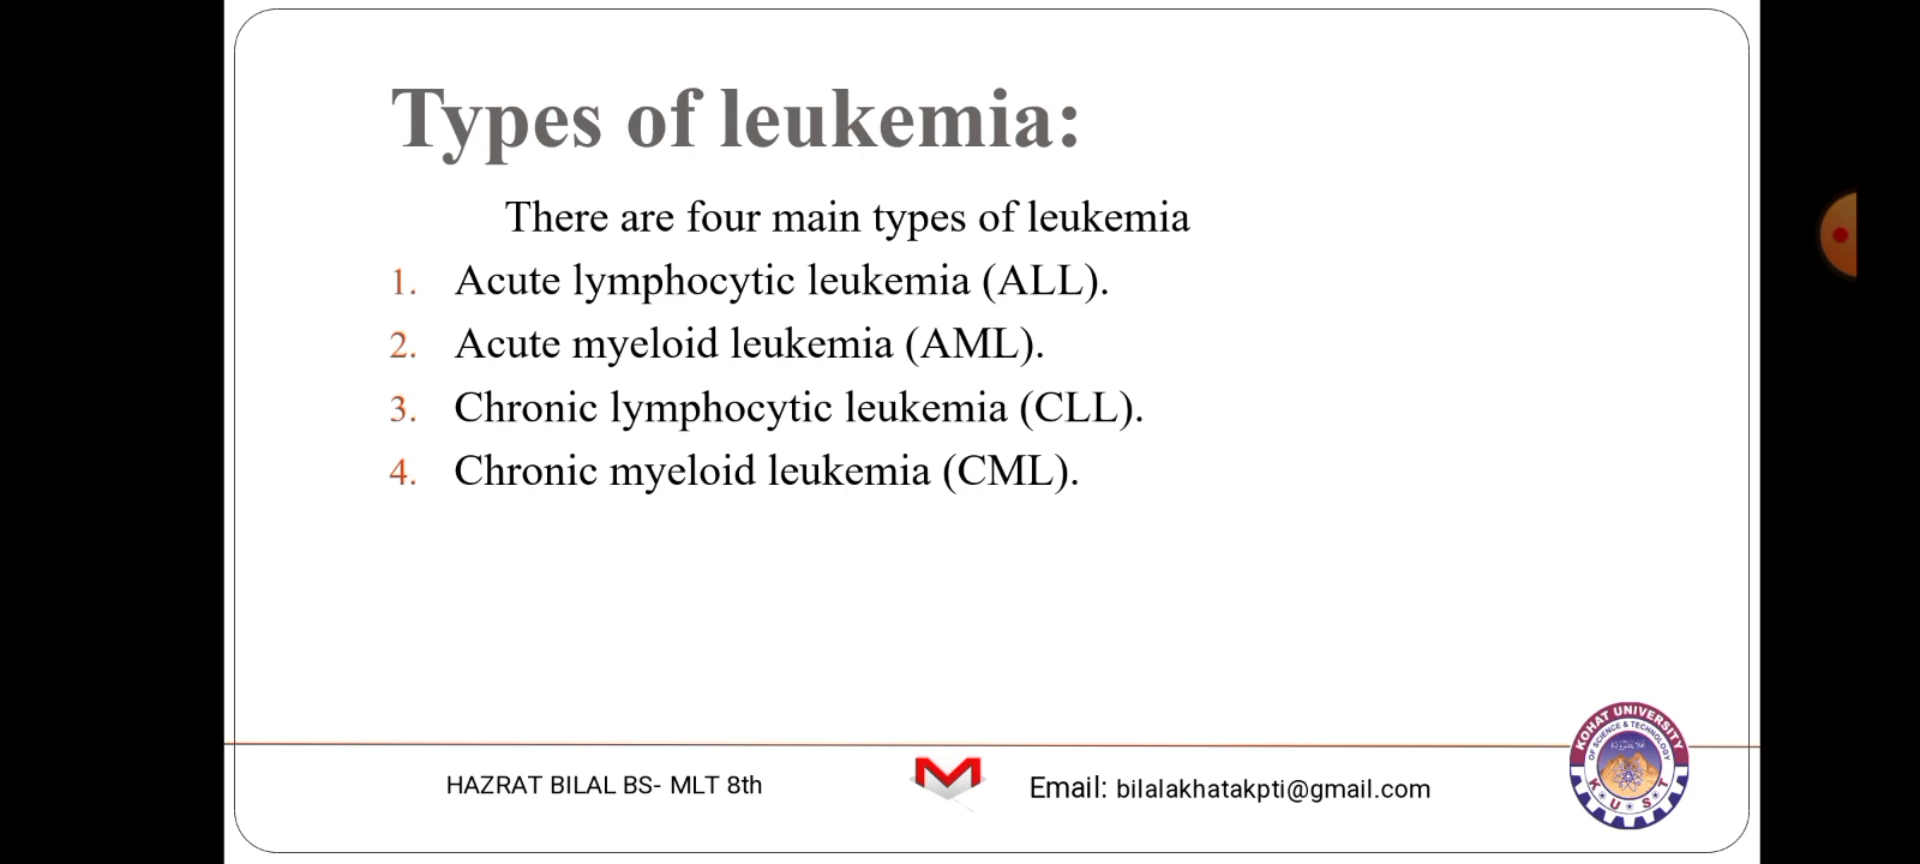 Types of leukemia:
There are four main types of leukemia
1. Acute lymphocytic leukemia (ALL).
2. Acute myeloid leukemia (AML).
3. Chronic lymphocytic leukemia (CLL).
4. Chronic myeloid leukemia (CML).
HAZRAT BILAL BS- MLT 8th
Email: bilalakhatakpti@gmail.com
KOHAT UNIVERSITY
OF SCIENCE & TECHNOLOGY
K U S T